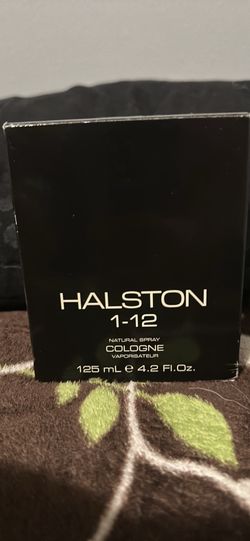 HALSTON
1-12
NATURAL SPRAY
COLOGNE
VAPORISATEUR
125 mL ℮ 4.2 Fl.Oz.